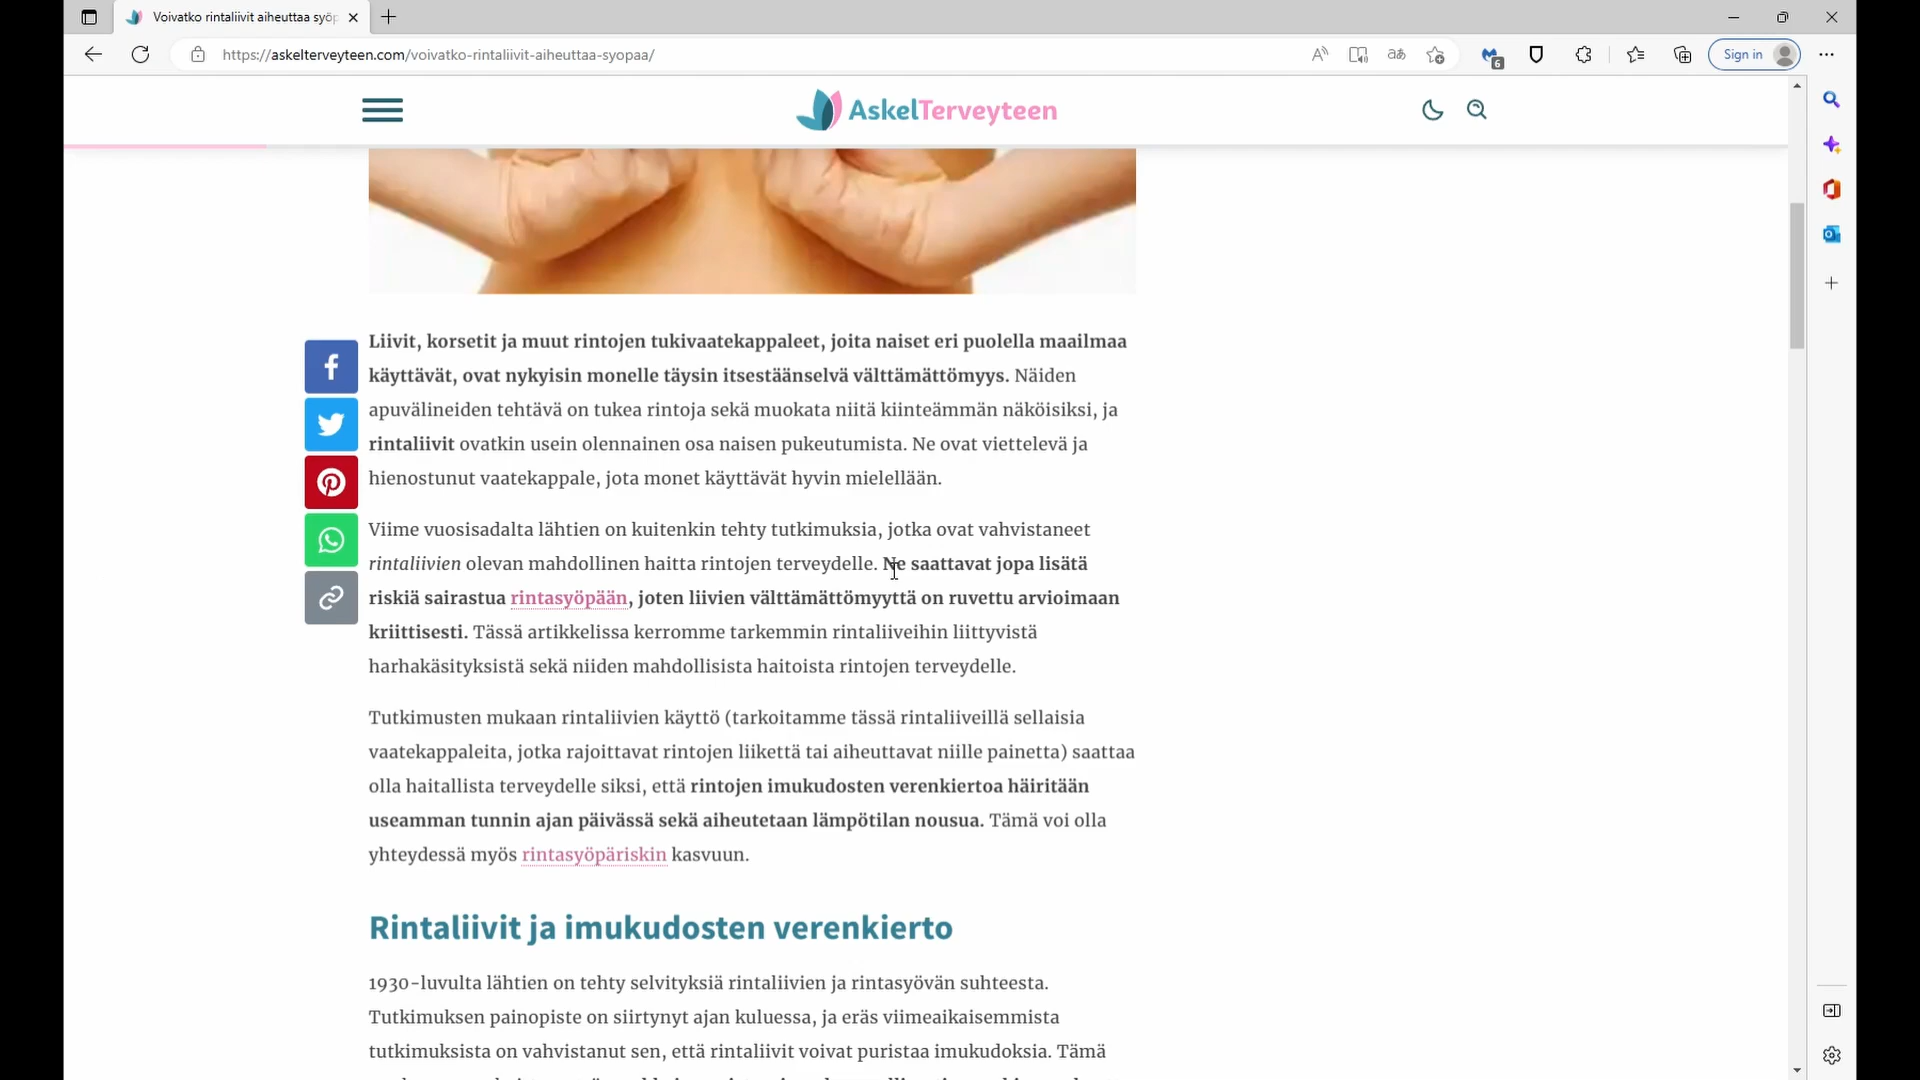 Voivatko rintaliivit aiheuttaa syöp
https://askelterveyteen.com/voivatko-rintaliivit-aiheuttaa-syopaa/
6
Sign in
AskelTerveyteen
Liivit, korsetit ja muut rintojen tukivaatekappaleet, joita naiset eri puolella maailmaa
käyttävät, ovat nykyisin monelle täysin itsestäänselvä välttämättömyys. Näiden
apuvälineiden tehtävä on tukea rintoja sekä muokata niitä kiinteämmän näköisiksi, ja
rintaliivit ovatkin usein olennainen osa naisen pukeutumista. Ne ovat viettelevä ja
hienostunut vaatekappale, jota monet käyttävät hyvin mielellään.
Viime vuosisadalta lähtien on kuitenkin tehty tutkimuksia, jotka ovat vahvistaneet
rintaliivien olevan mahdollinen haitta rintojen terveydelle. Ne saattavat jopa lisätä
riskiä sairastua rintasyöpään, joten liivien välttämättömyyttä on ruvettu arvioimaan
kriittisesti. Tässä artikkelissa kerromme tarkemmin rintaliiveihin liittyvistä
harhakäsityksistä sekä niiden mahdollisista haitoista rintojen terveydelle.
Tutkimusten mukaan rintaliivien käyttö (tarkoitamme tässä rintaliiveillä sellaisia
vaatekappaleita, jotka rajoittavat rintojen liikettä tai aiheuttavat niille painetta) saattaa
olla haitallista terveydelle siksi, että rintojen imukudosten verenkiertoa häiritään
useamman tunnin ajan päivässä sekä aiheutetaan lämpötilan nousua. Tämä voi olla
yhteydessä myös rintasyöpäriskin kasvuun.
Rintaliivit ja imukudosten verenkierto
1930-luvulta lähtien on tehty selvityksiä rintaliivien ja rintasyövän suhteesta.
Tutkimuksen painopiste on siirtynyt ajan kuluessa, ja eräs viimeaikaisemmista
tutkimuksista on vahvistanut sen, että rintaliivit voivat puristaa imukudoksia. Tämä